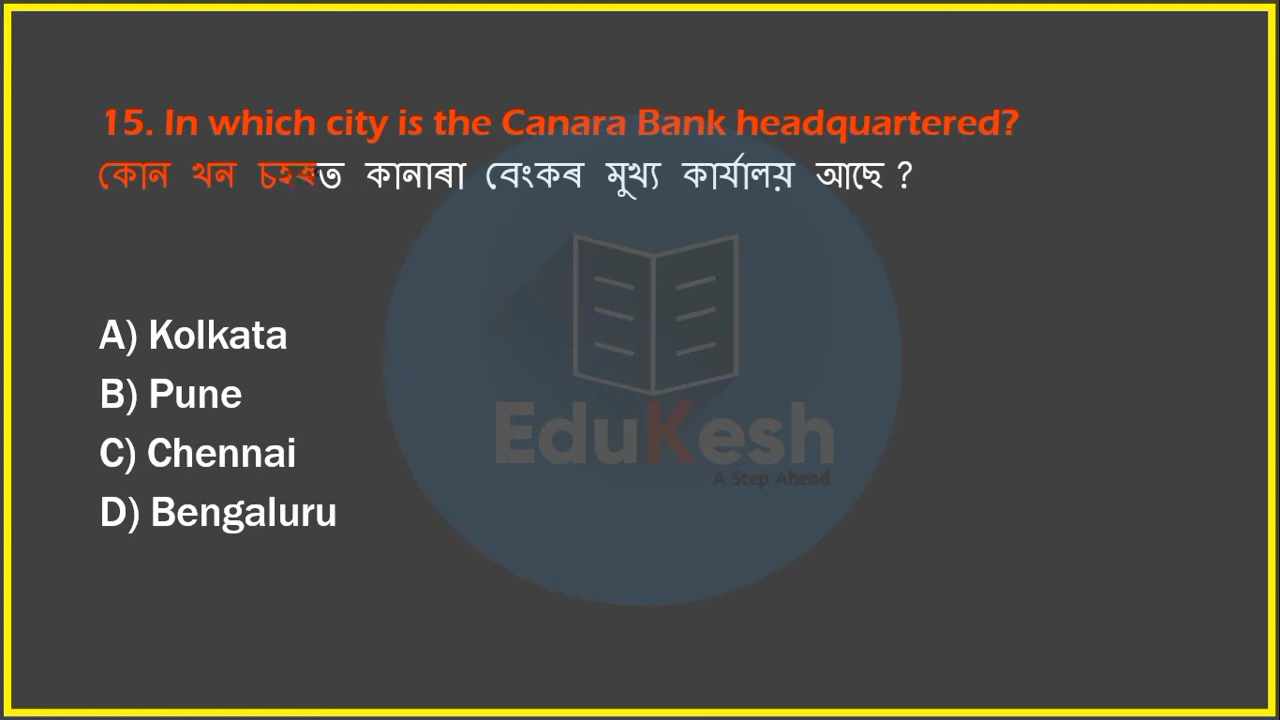 15. In which city is the Canara Bank headquartered?
কোন খন চহৰত কানাৰা বেংকৰ মুখ্য কাৰ্যালয় আছে ?
A) Kolkata
B) Pune
C) Chennai
D) Bengaluru
EduKesh
A Step Ahead